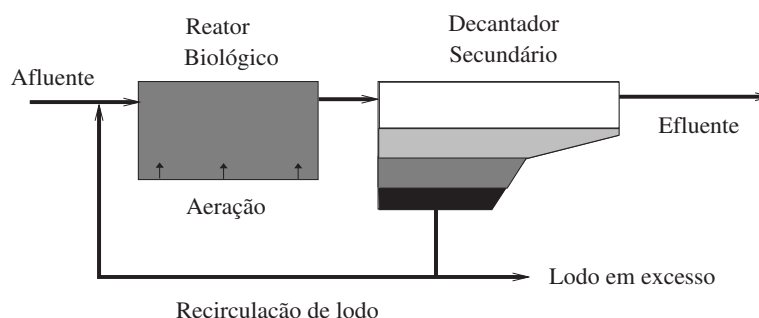 Reator
Biológico
Decantador
Secundário
Afluente
Efluente
Aeração
Lodo em excesso
Recirculação de lodo